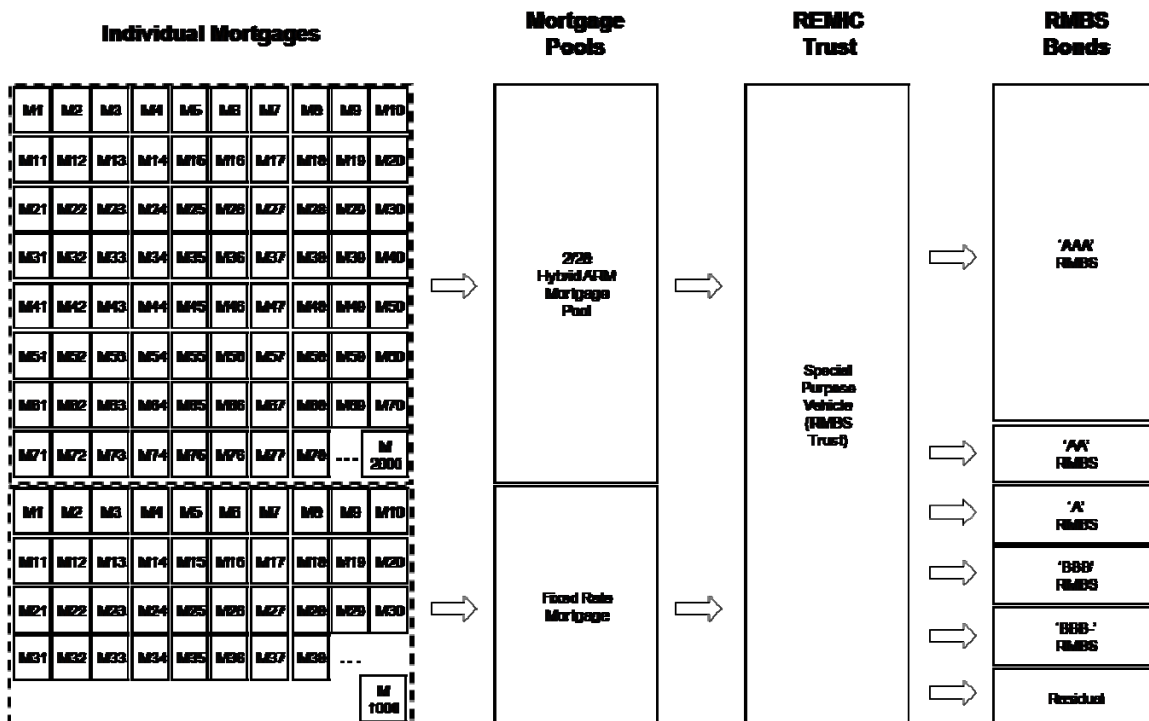 Individual Mortgages
Mortgage
Pools
REMIC
Trust
RMBS
Bonds
M1 M2 M3 M4 M5 M6 M7 M8 M9 M10
M11 M12 M13 M14 M15 M16 M17 M18 M19 M20
M21 M22 M23 M24 M25 M26 M27 M28 M29 M30
M31 M32 M33 M34 M35 M36 M37 M38 M39 M40
M41 M42 M43 M44 M45 M46 M47 M48 M49 M50
M51 M52 M53 M54 M55 M56 M57 M58 M59 M60
M61 M62 M63 M64 M65 M66 M67 M68 M69 M70
M71 M72 M73 M74 M75 M76 M77 M78 ... M
2000
M1 M2 M3 M4 M5 M6 M7 M8 M9 M10
M11 M12 M13 M14 M15 M16 M17 M18 M19 M20
M21 M22 M23 M24 M25 M26 M27 M28 M29 M30
M31 M32 M33 M34 M35 M36 M37 M38 ...
M
1000
2/28
Hybrid ARM
Mortgage
Pool
Fixed Rate
Mortgage
Special
Purpose
Vehicle
(RMBS
Trust)
'AAA'
RMBS
'AA'
RMBS
'A'
RMBS
'BBB'
RMBS
'BBB-'
RMBS
Residual